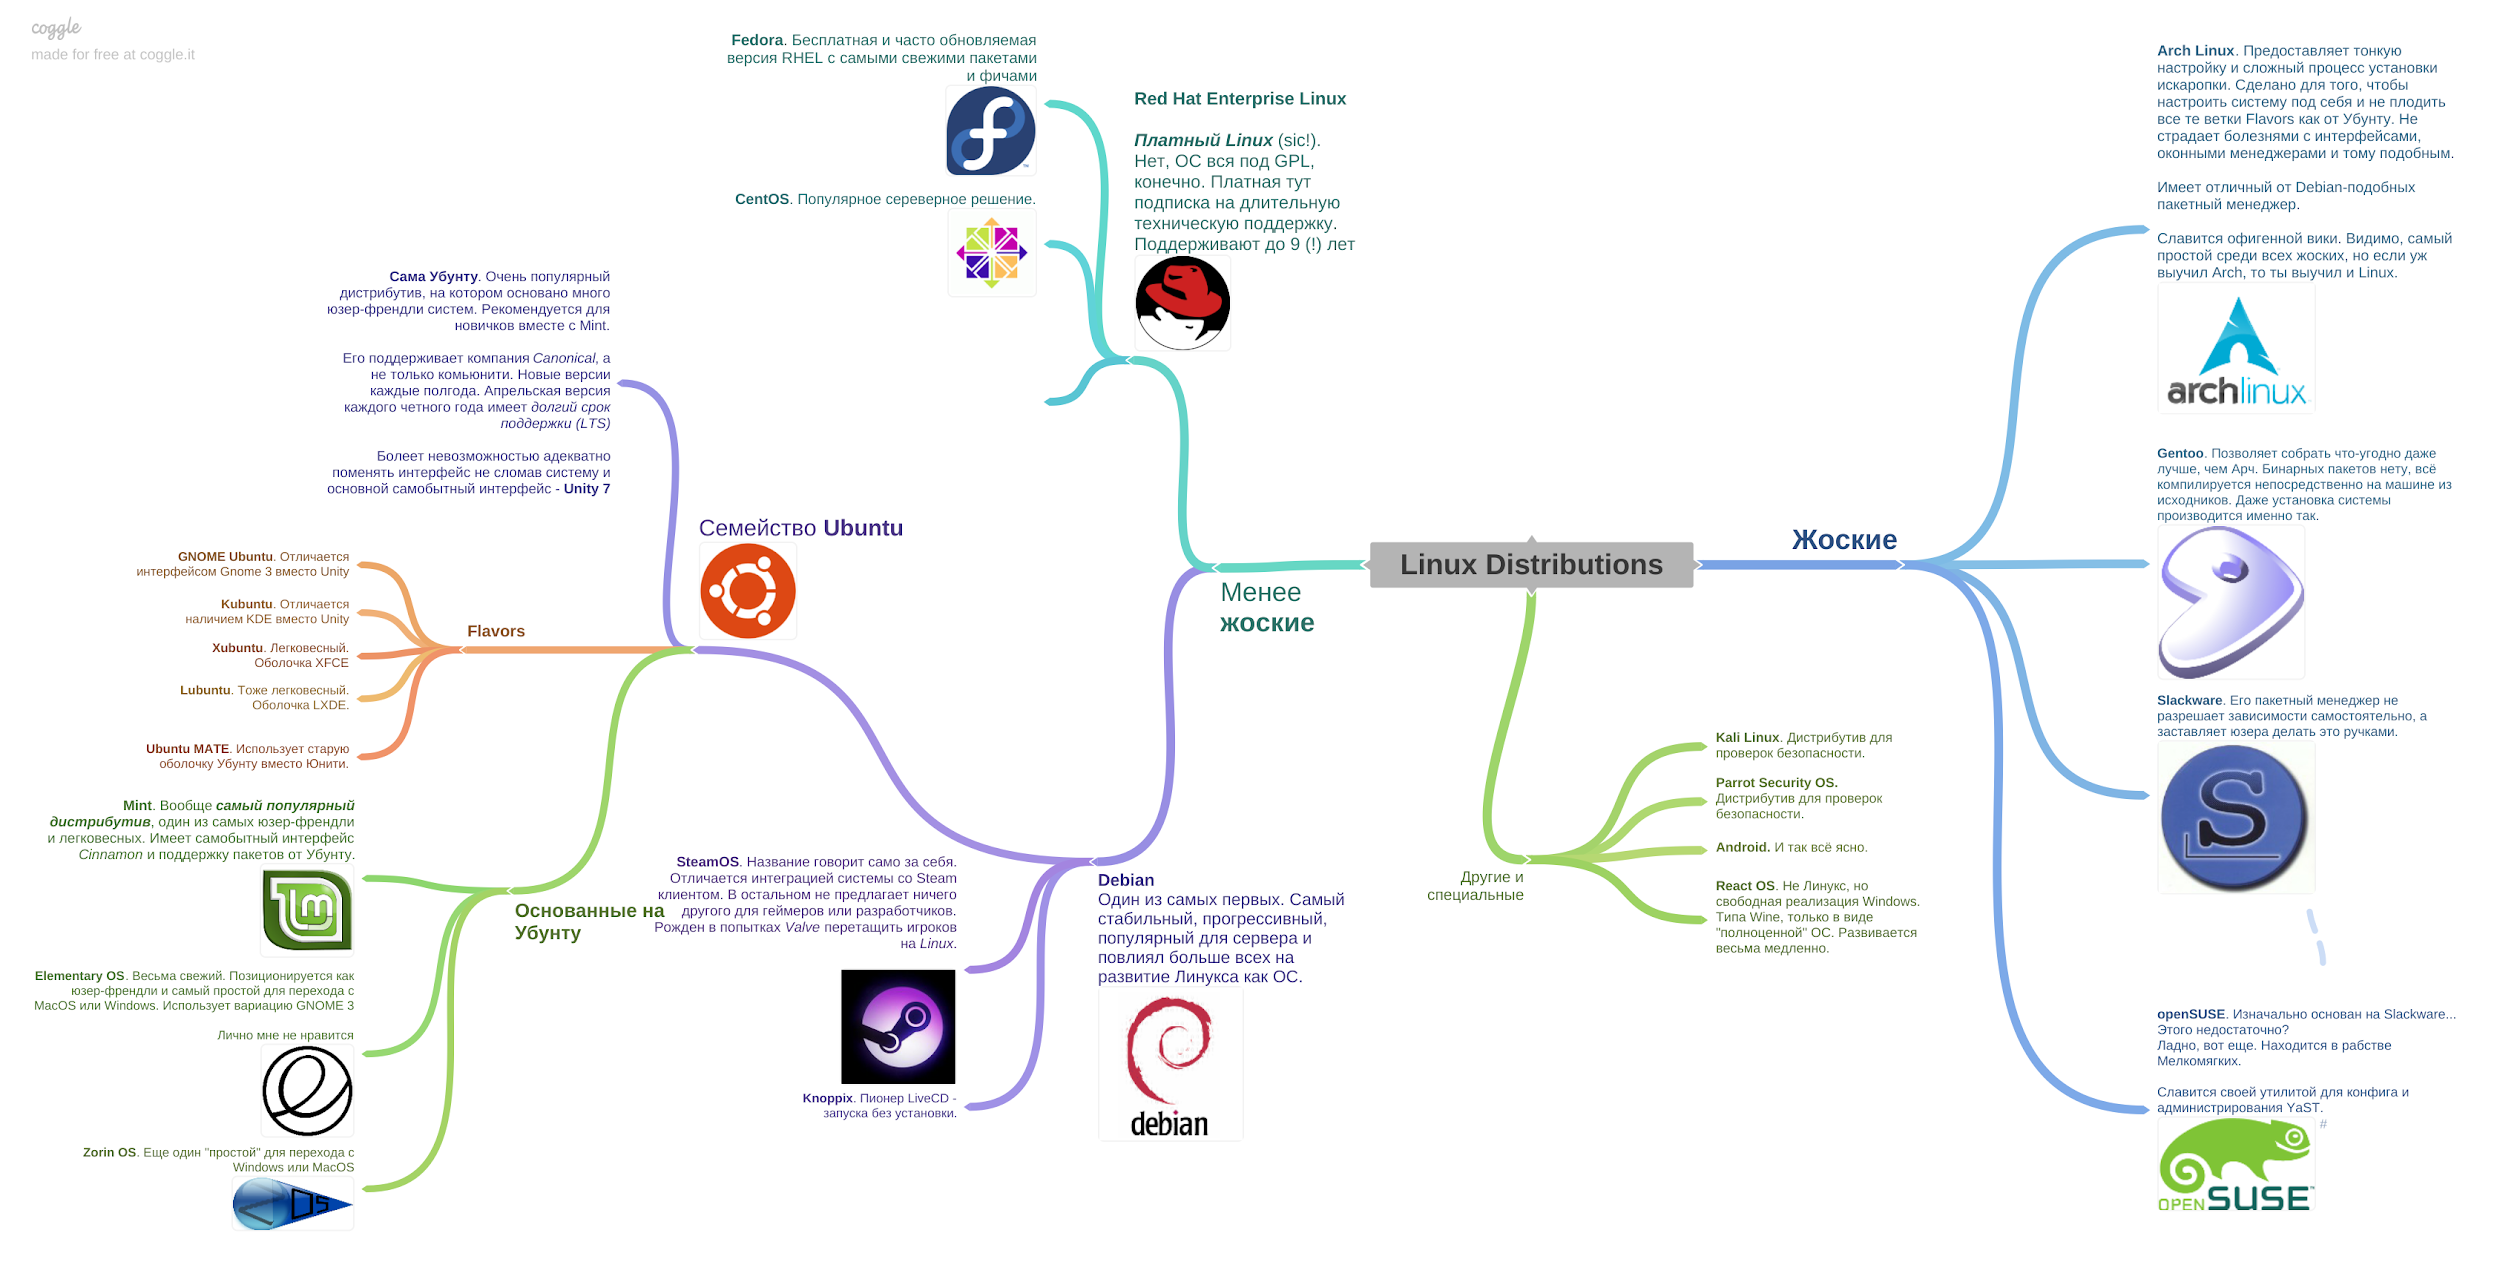 coggle
made for free at coggle.it
Fedora. Бесплатная и часто обновляемая
версия RHEL с самыми свежими пакетами
и фичами
CentOS. Популярное сереверное решение.
Red Hat Enterprise Linux
Платный Linux (sic!).
Нет, ОС вся под GPL,
конечно. Платная тут
подписка на длительную
техническую поддержку.
Поддерживают до 9 (!) лет
Сама Убунту. Очень популярный
дистрибутив, на котором основано много
юзер-френдли систем. Рекомендуется для
новичков вместе с Mint.
Его поддерживает компания Canonical, а
не только комьюнити. Новые версии
каждые полгода. Апрельская версия
каждого четного года имеет долгий срок
поддержки (LTS)
Болеет невозможностью адекватно
поменять интерфейс не сломав систему и
основной самобытный интерфейс - Unity 7
Семейство Ubuntu
GNOME Ubuntu. Отличается
интерфейсом Gnome 3 вместо Unity
Kubuntu. Отличается
наличием KDE вместо Unity
Xubuntu. Легковесный.
Оболочка XFCE
Lubuntu. Тоже легковесный.
Оболочка LXDE.
Ubuntu MATE. Использует старую
оболочку Убунту вместо Юнити.
Flavors
Mint. Вообще самый популярный
дистрибутив, один из самых юзер-френдли
и легковесных. Имеет самобытный интерфейс
Cinnamon и поддержку пакетов от Убунту.
Основанные на
Убунту
Elementary OS. Весьма свежий. Позиционируется как
юзер-френдли и самый простой для перехода с
MacOS или Windows. Использует вариацию GNOME 3
Лично мне не нравится
Zorin OS. Еще один "простой" для перехода с
Windows или MacOS
OS
SteamOS. Название говорит само за себя.
Отличается интеграцией системы со Steam
клиентом. В остальном не предлагает ничего
другого для геймеров или разработчиков.
Рожден в попытках Valve перетащить игроков
на Linux.
Knoppix. Пионер LiveCD -
запуска без установки.
Debian
Один из самых первых. Самый
стабильный, прогрессивный,
популярный для сервера и
повлиял больше всех на
развитие Линукса как ОС.
debian
Менее
жоские
Linux Distributions
Жоские
Другие и
специальные
Kali Linux. Дистрибутив для
проверок безопасности.
Parrot Security OS.
Дистрибутив для проверок
безопасности.
Android. И так всё ясно.
React OS. Не Линукс, но
свободная реализация Windows.
Типа Wine, только в виде
"полноценной" ОС. Развивается
весьма медленно.
Arch Linux. Предоставляет тонкую
настройку и сложный процесс установки
искаропки. Сделано для того, чтобы
настроить систему под себя и не плодить
все те ветки Flavors как от Убунту. Не
страдает болезнями с интерфейсами,
оконными менеджерами и тому подобным.
Имеет отличный от Debian-подобных
пакетный менеджер.
Славится офигенной вики. Видимо, самый
простой среди всех жоских, но если уж
выучил Arch, то ты выучил и Linux.
archlinux
Gentoo. Позволяет собрать что-угодно даже
лучше, чем Арч. Бинарных пакетов нету, всё
компилируется непосредственно на машине из
исходников. Даже установка системы
производится именно так.
Slackware. Его пакетный менеджер не
разрешает зависимости самостоятельно, а
заставляет юзера делать это ручками.
S
openSUSE. Изначально основан на Slackware...
Этого недостаточно?
Ладно, вот еще. Находится в рабстве
Мелкомягких.
Славится своей утилитой для конфига и
администрирования YaST.
#
OPEN SUSE™